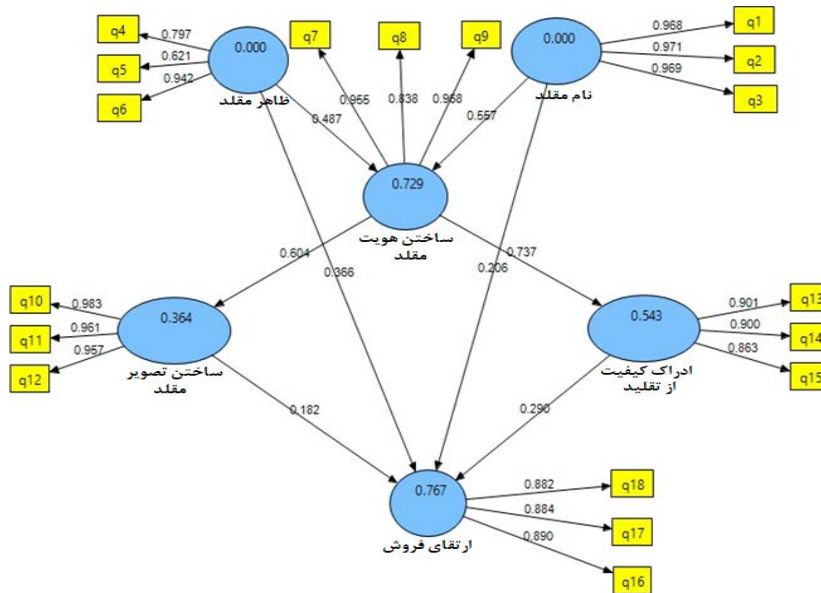 q4
0.797
q5
0.621
q6
0.942
0.000
ظاهر مقلد
q7
0.955
q8
0.838
q9
0.968
0.000
نام مقلد
0.968
q1
0.971
q2
0.969
q3
0.487
0.557
0.729
ساختن هویت
مقلد
0.604
0.366
0.206
0.737
q10
0.983
q11
0.961
q12
0.957
0.364
ساختن تصویر
مقلد
0.543
ادراک کیفیت
از تقلید
0.901
q13
0.900
q14
0.863
q15
0.182
0.290
0.767
ارتقای فروش
0.882
q18
0.884
q17
0.890
q16